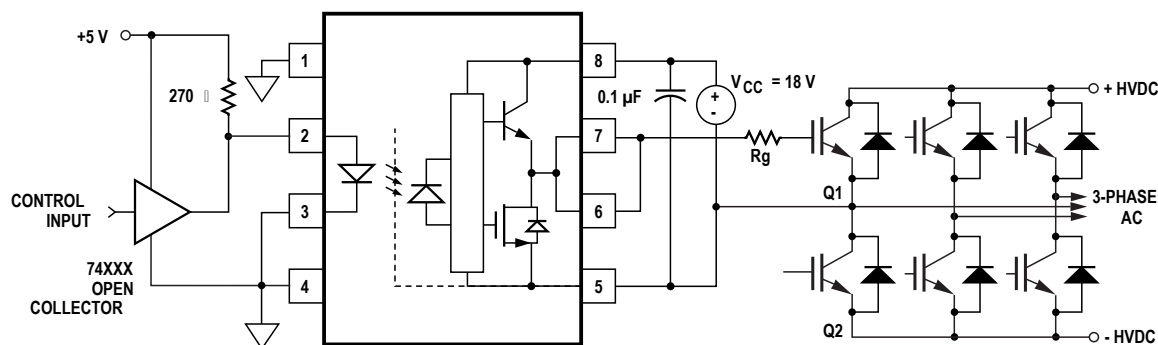 +5 V
270
CONTROL
INPUT
74XXX
OPEN
COLLECTOR
1
2
3
4
8
7
6
5
0.1 µF
VCC = 18 V
+
-
Rg
Q1
Q2
+ HVDC
3-PHASE
AC
- HVDC